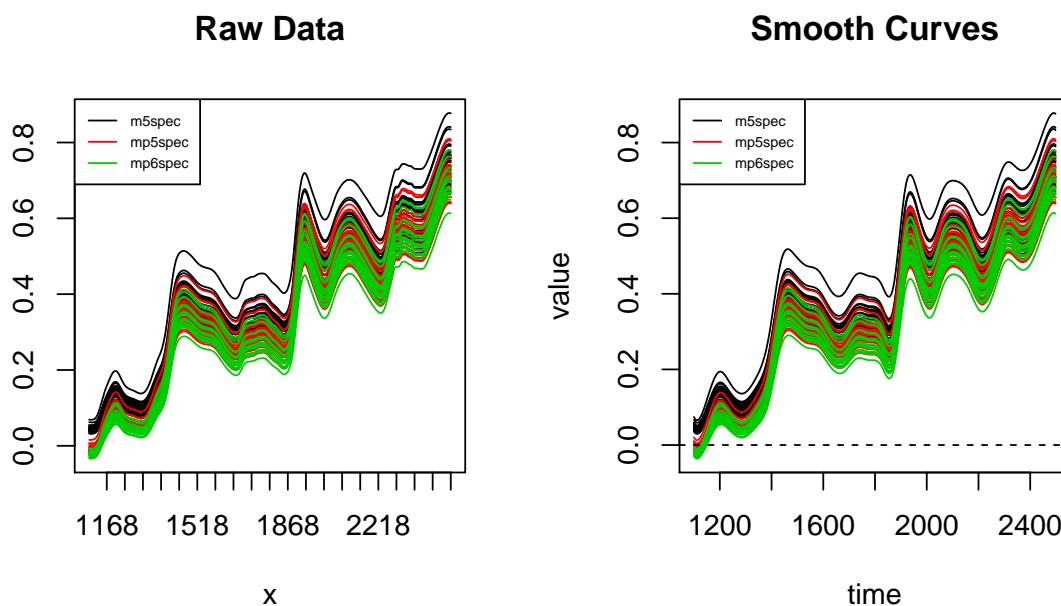 Raw Data
m5spec
mp5spec
mp6spec
0.0 0.2 0.4 0.6 0.8
1168 1518 1868 2218
x
Smooth Curves
m5spec
mp5spec
mp6spec
value
0.0 0.2 0.4 0.6 0.8
1200 1600 2000 2400
time